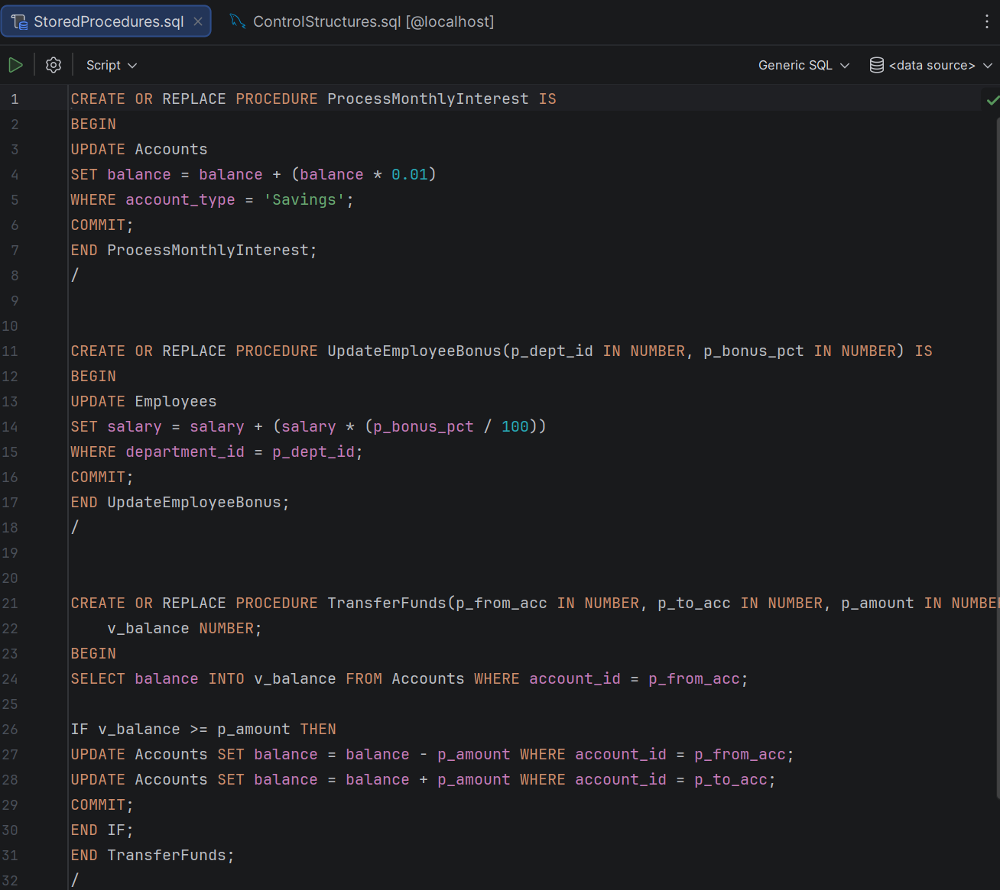 StoredProcedures.sql ControlStructures.sql [@localhost]
Script Generic SQL <data source>
1 CREATE OR REPLACE PROCEDURE ProcessMonthlyInterest IS
2 BEGIN
3 UPDATE Accounts
4 SET balance = balance + (balance * 0.01)
5 WHERE account_type = 'Savings';
6 COMMIT;
7 END ProcessMonthlyInterest;
8 /
9
10
11 CREATE OR REPLACE PROCEDURE UpdateEmployeeBonus(p_dept_id IN NUMBER, p_bonus_pct IN NUMBER) IS
12 BEGIN
13 UPDATE Employees
14 SET salary = salary + (salary * (p_bonus_pct / 100))
15 WHERE department_id = p_dept_id;
16 COMMIT;
17 END UpdateEmployeeBonus;
18 /
19
20
21 CREATE OR REPLACE PROCEDURE TransferFunds(p_from_acc IN NUMBER, p_to_acc IN NUMBER, p_amount IN NUMBE
22 v_balance NUMBER;
23 BEGIN
24 SELECT balance INTO v_balance FROM Accounts WHERE account_id = p_from_acc;
25
26 IF v_balance >= p_amount THEN
27 UPDATE Accounts SET balance = balance - p_amount WHERE account_id = p_from_acc;
28 UPDATE Accounts SET balance = balance + p_amount WHERE account_id = p_to_acc;
29 COMMIT;
30 END IF;
31 END TransferFunds;
32 /